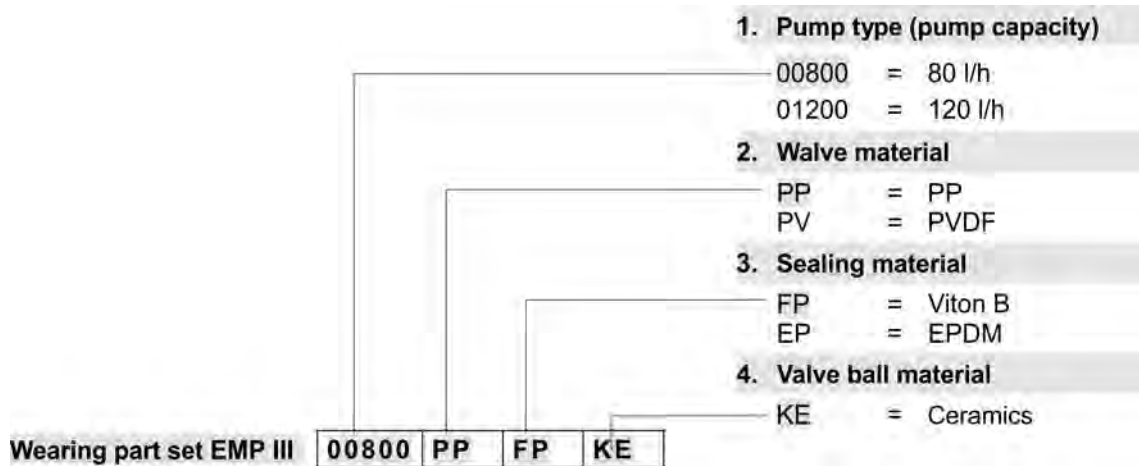 1. Pump type (pump capacity)
00800 = 80 l/h
01200 = 120 l/h
2. Walve material
PP = PP
PV = PVDF
3. Sealing material
FP = Viton B
EP = EPDM
4. Valve ball material
KE = Ceramics
Wearing part set EMP III 00800 PP FP KE